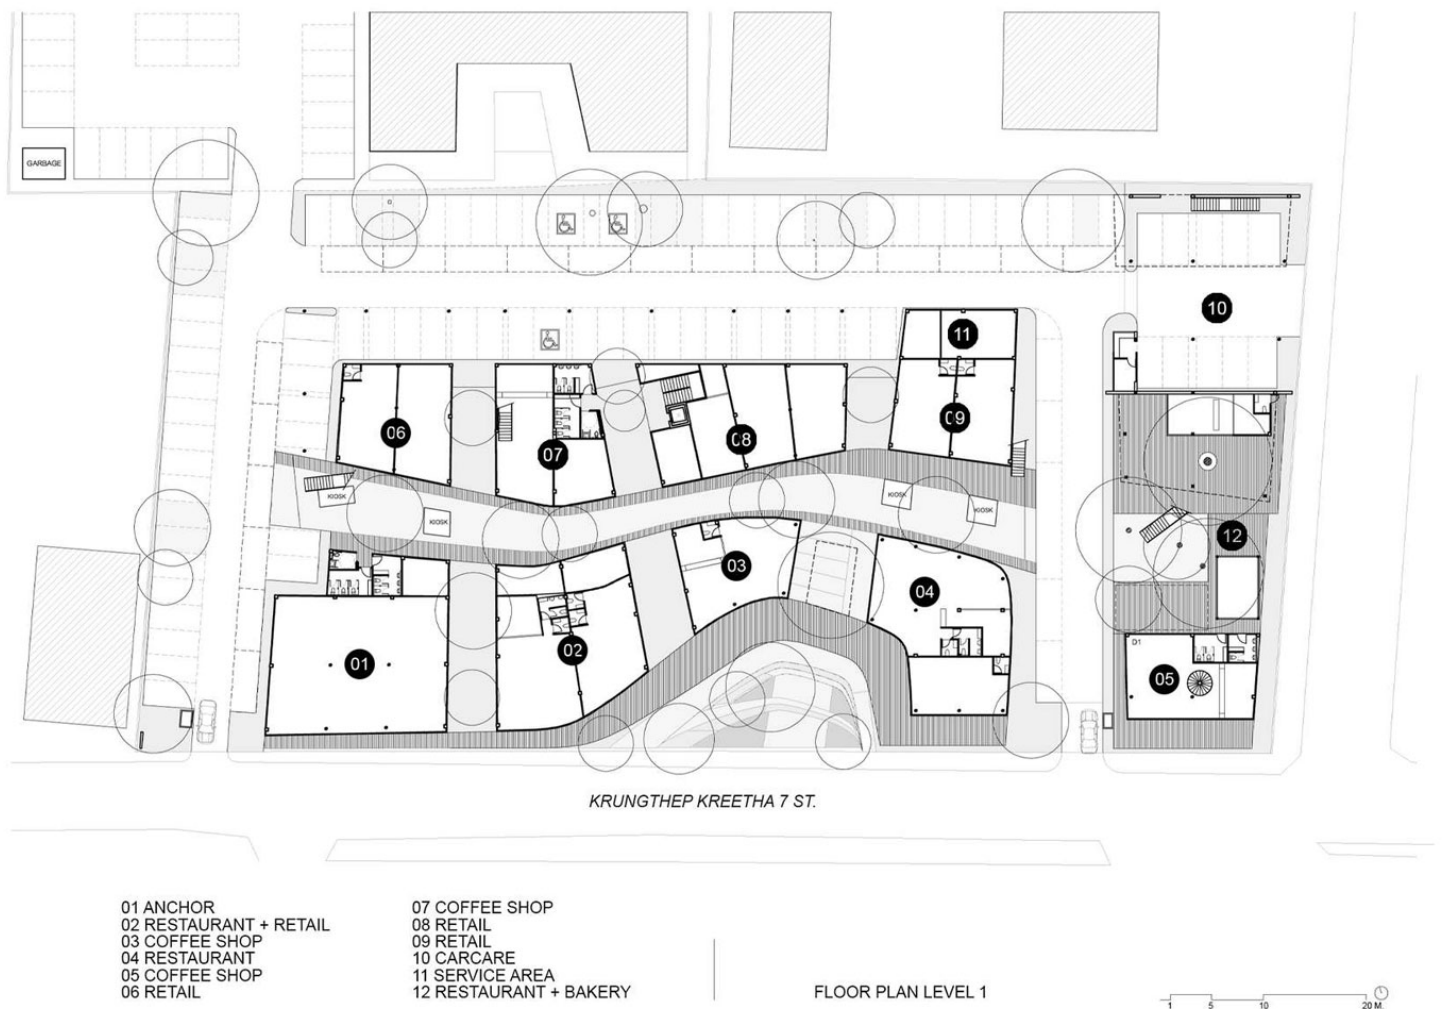 GARBAGE
10
11
06
07
08
09
KIOSK
KIOSK
KIOSK
KIOSK
12
03
04
01
02
D1
05
KRUNGTHEP KREETHA 7 ST.
01 ANCHOR
02 RESTAURANT + RETAIL
03 COFFEE SHOP
04 RESTAURANT
05 COFFEE SHOP
06 RETAIL
07 COFFEE SHOP
08 RETAIL
09 RETAIL
10 CARCARE
11 SERVICE AREA
12 RESTAURANT + BAKERY
FLOOR PLAN LEVEL 1
1 5 10 20 M.